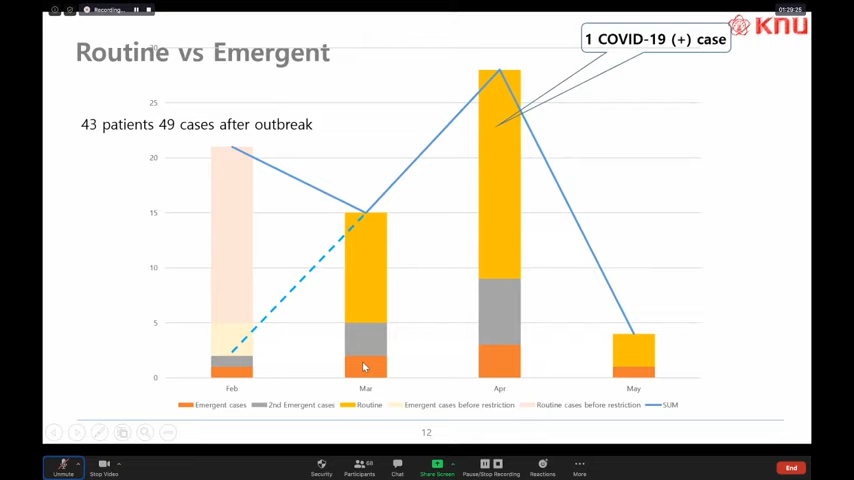 Recording...
01:29:25
Routine vs Emergent
KNU
1 COVID-19 (+) case
43 patients 49 cases after outbreak
30
25
20
15
10
5
0
Feb Mar Apr May
Emergent cases 2nd Emergent cases Routine Emergent cases before restriction Routine cases before restriction SUM
12
Unmute Stop Video Security Participants 68 Chat Share Screen Pause/Stop Recording Reactions More End